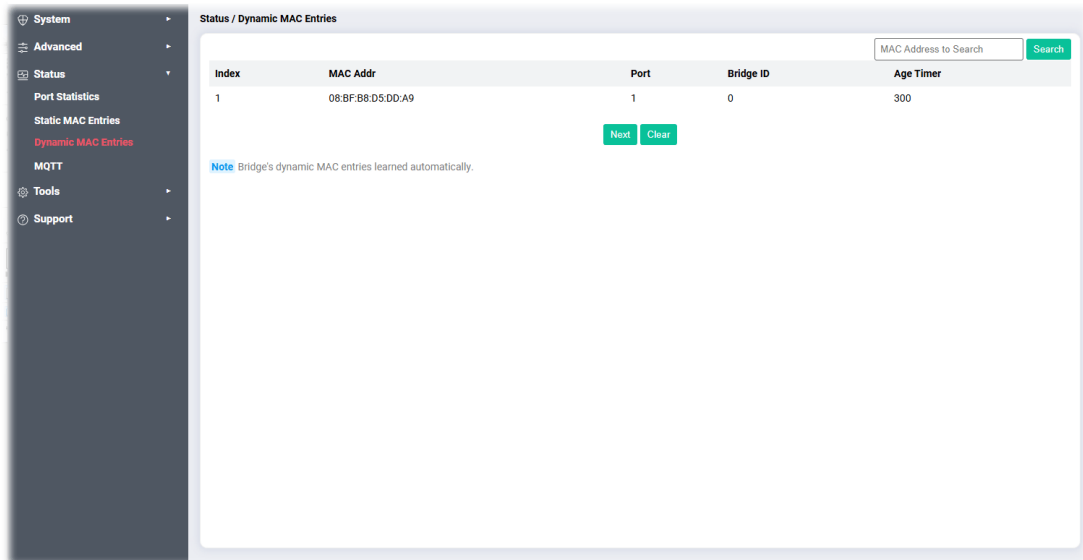 System
Advanced
Status
Port Statistics
Static MAC Entries
Dynamic MAC Entries
MQTT
Tools
Support
Status / Dynamic MAC Entries
MAC Address to Search Search
Index MAC Addr Port Bridge ID Age Timer
1 08:BF:B8:D5:DD:A9 1 0 300
Next Clear
Note Bridge's dynamic MAC entries learned automatically.